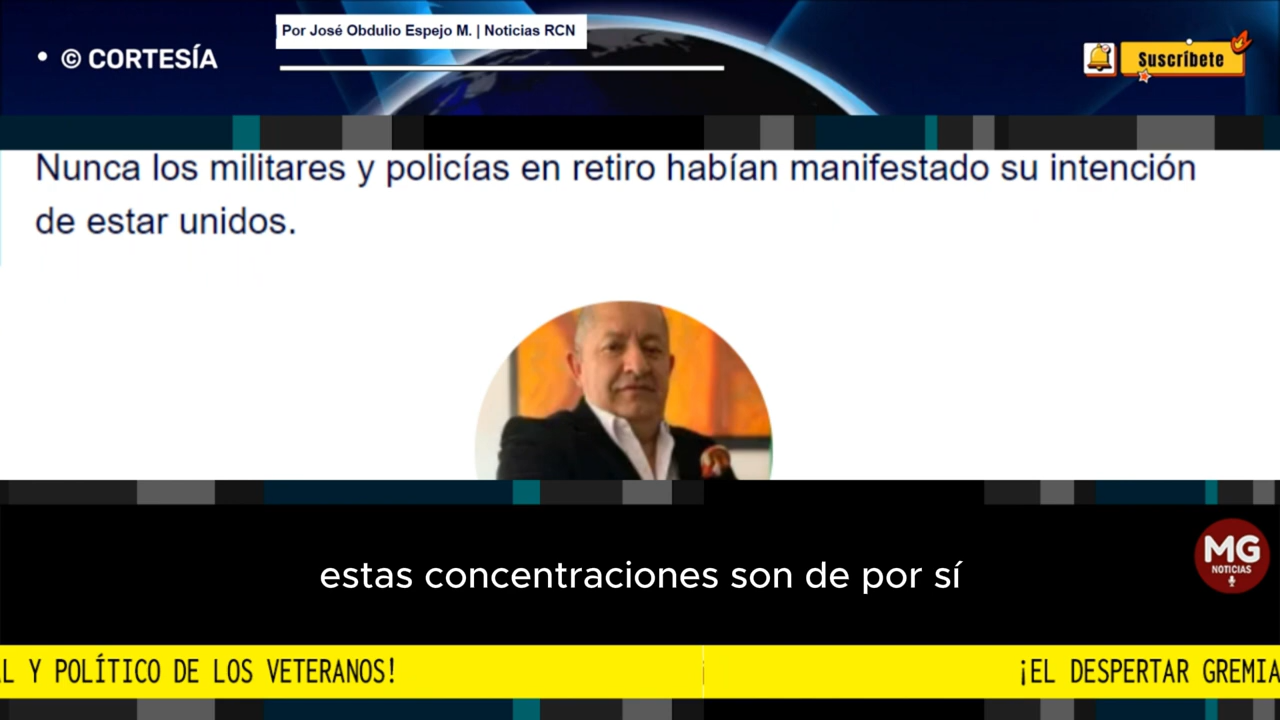 Por José Obdulio Espejo M. | Noticias RCN
• © CORTESÍA
Suscríbete
Nunca los militares y policías en retiro habían manifestado su intención
de estar unidos.
MG
NOTICIAS
estas concentraciones son de por sí
L Y POLÍTICO DE LOS VETERANOS!
¡EL DESPERTAR GREMIA